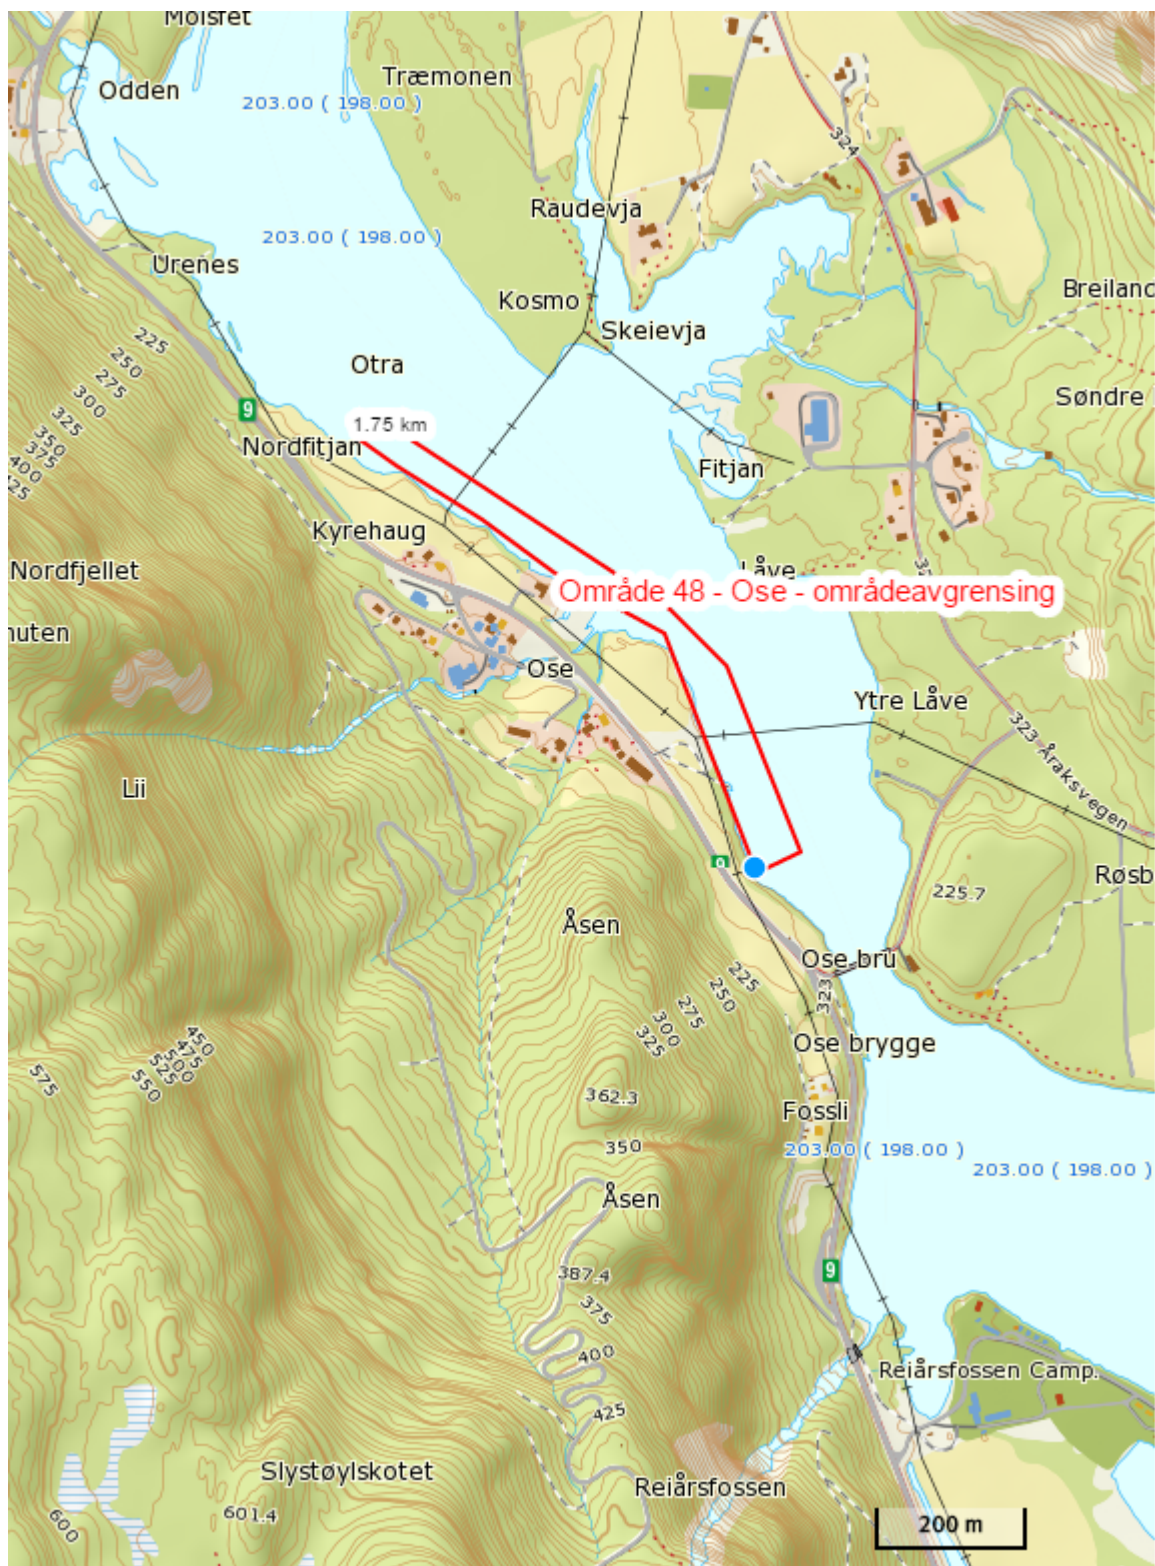 Moisfet
Odden
Træmonen
203.00 ( 198.00 )
324
Raudevja
203.00 ( 198.00 )
Urenes
Breiland
Kosmo
Skeievja
225
250
275
300
325
350
375
400
425
Otra
Søndre
9
1.75 km
Nordfitjan
Fitjan
Kyrehaug
Nordfjellet
Låve
Område 48 - Ose - områdeavgrensing
nuten
Ose
Ytre Låve
323 Åraksvegen
Lii
9
Røsb
225.7
Åsen
Ose bru
225
250
275
300
325
323
Ose brygge
450
475
500
525
550
575
362.3
Fossli
350
203.00 ( 198.00 )
203.00 ( 198.00 )
Åsen
387.4
9
375
400
Reiårsfossen Camp.
425
Slystøylskotet
Reiårsfossen
601.4
600
200 m